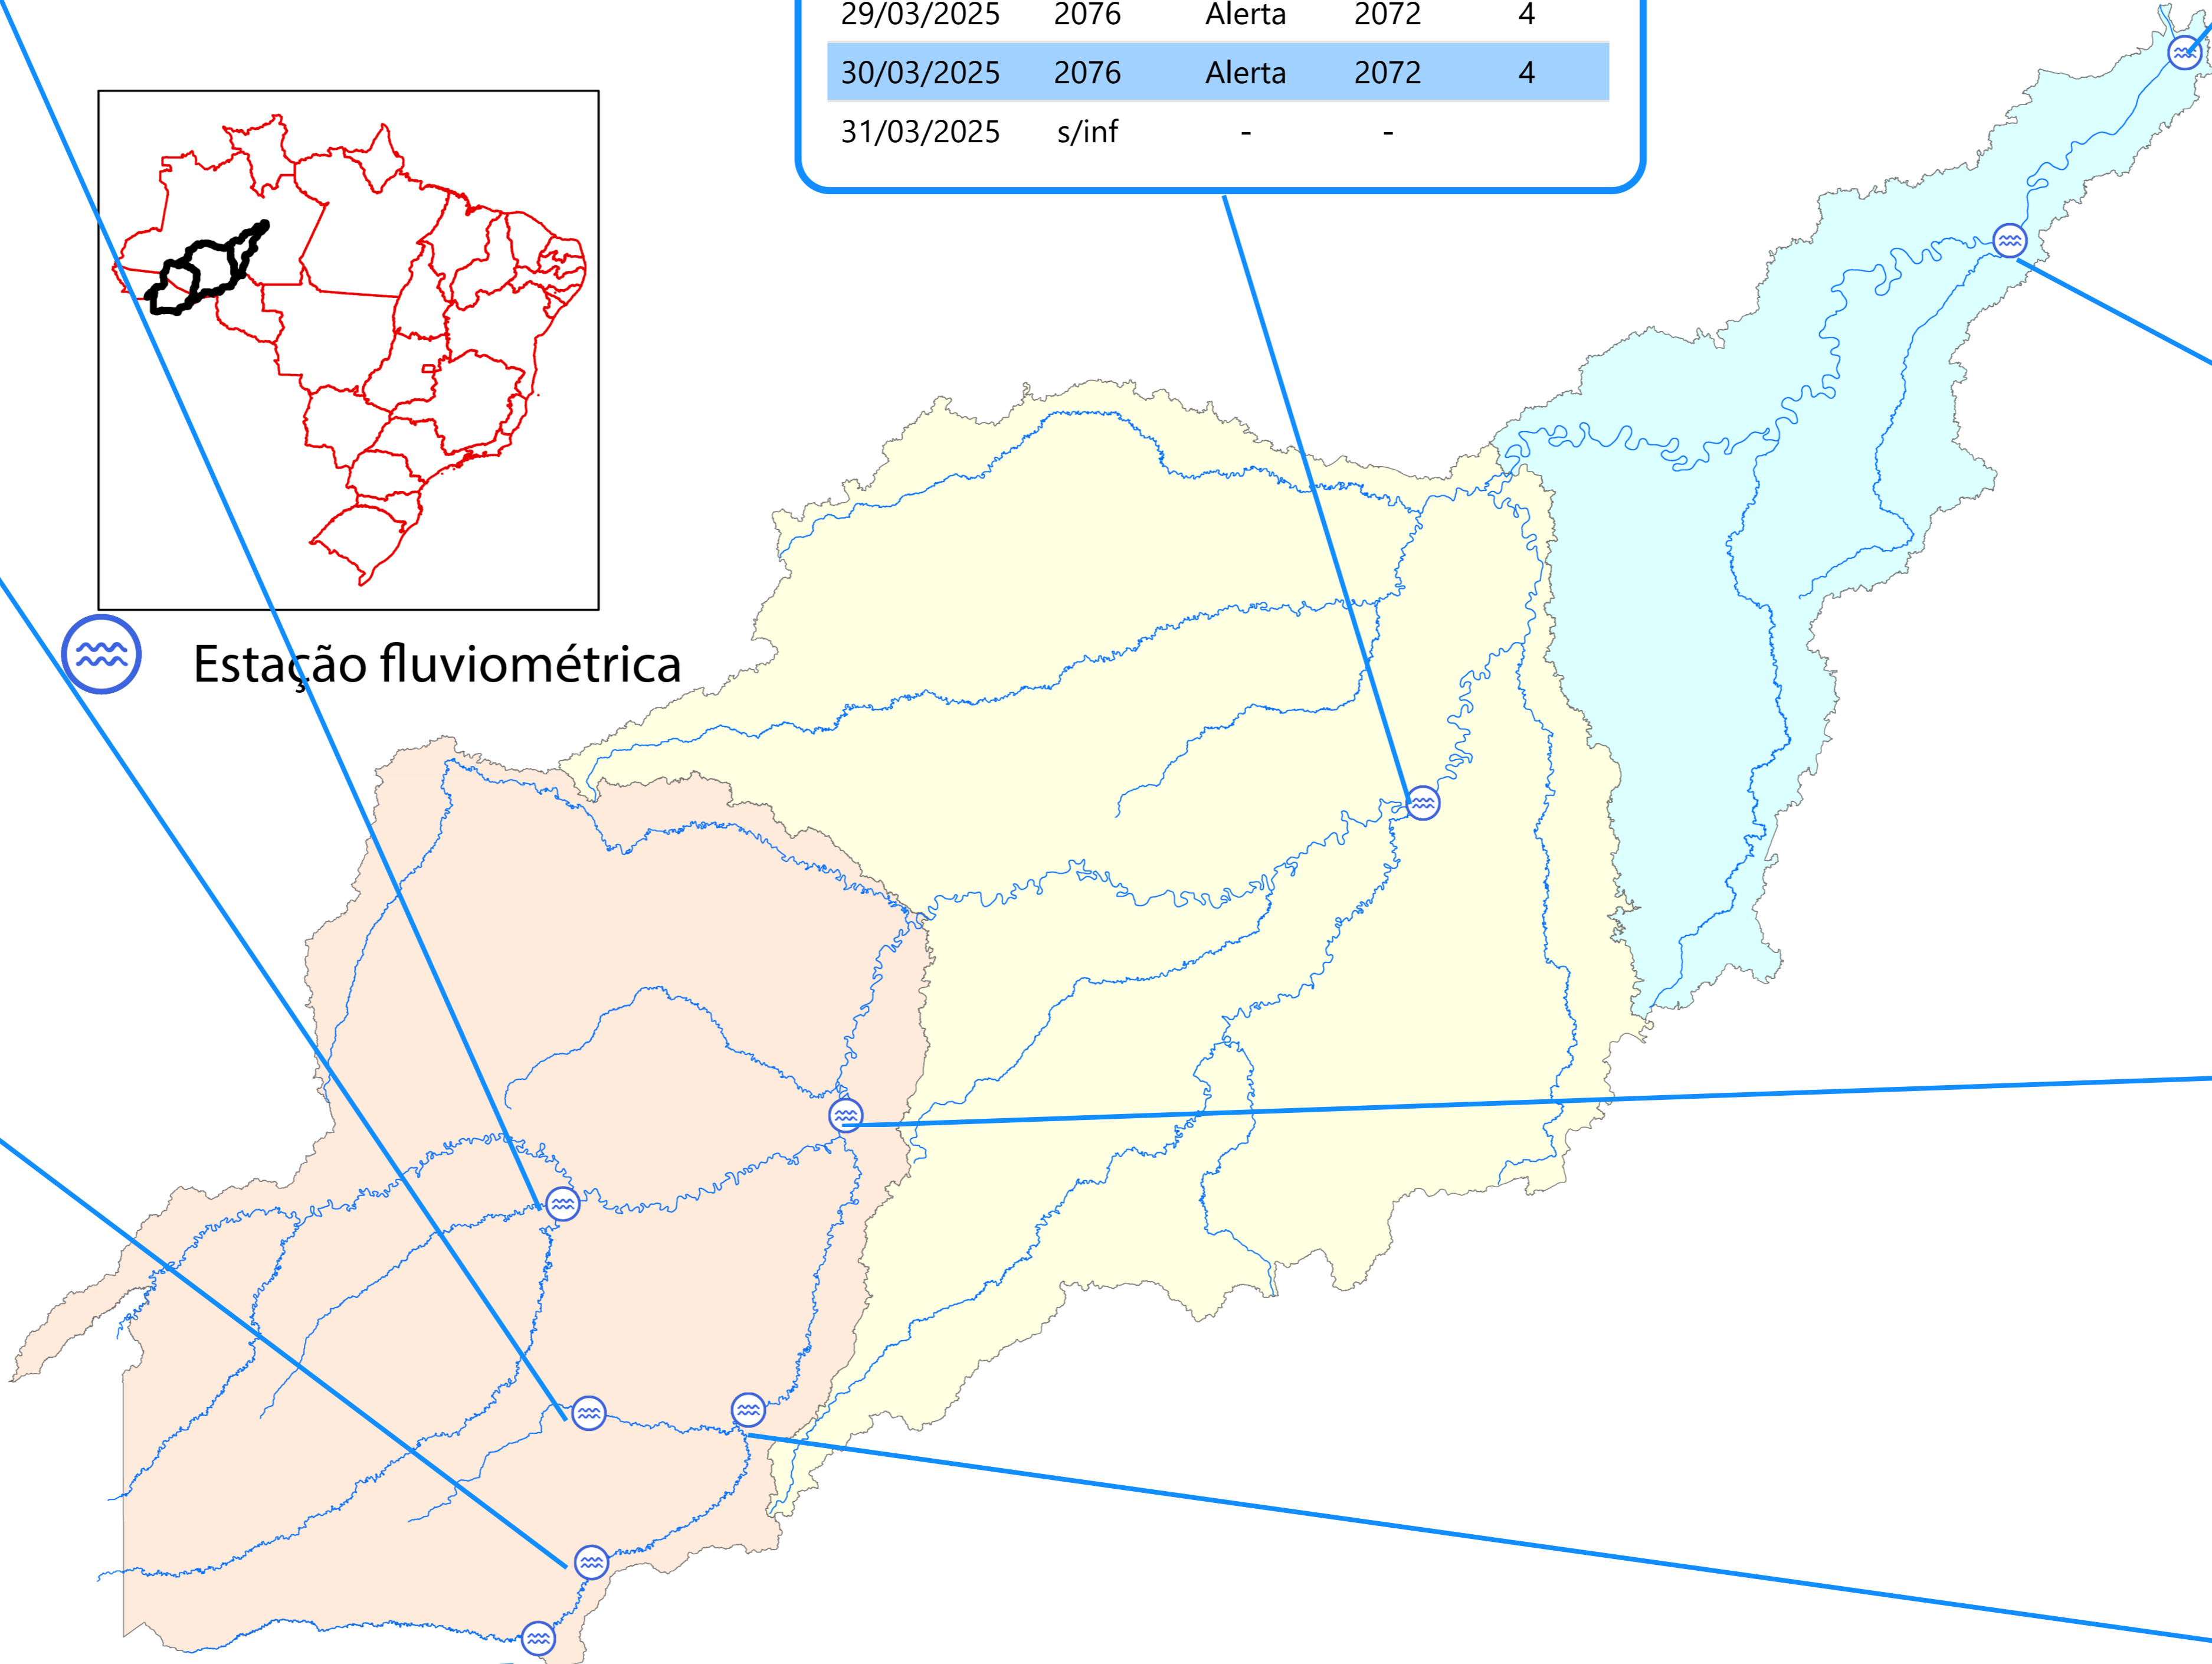 29/03/2025 2076 Alerta 2072 4
30/03/2025 2076 Alerta 2072 4
31/03/2025 s/inf - -
Estação fluviométrica